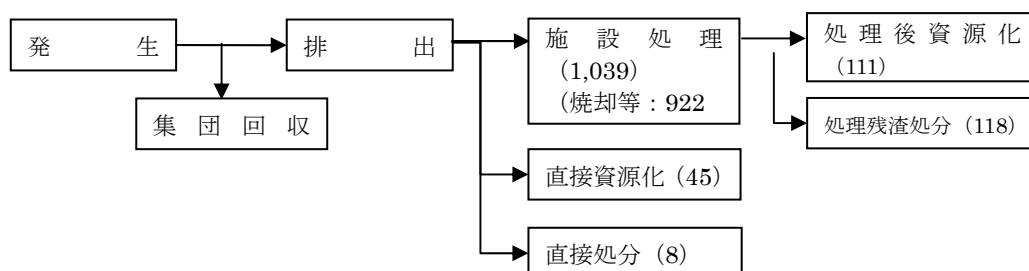 発生
排出
集団回収
施設処理
（1,039）
（焼却等：922
処理後資源化
（111）
処理残渣処分（118）
直接資源化（45）
直接処分（8）